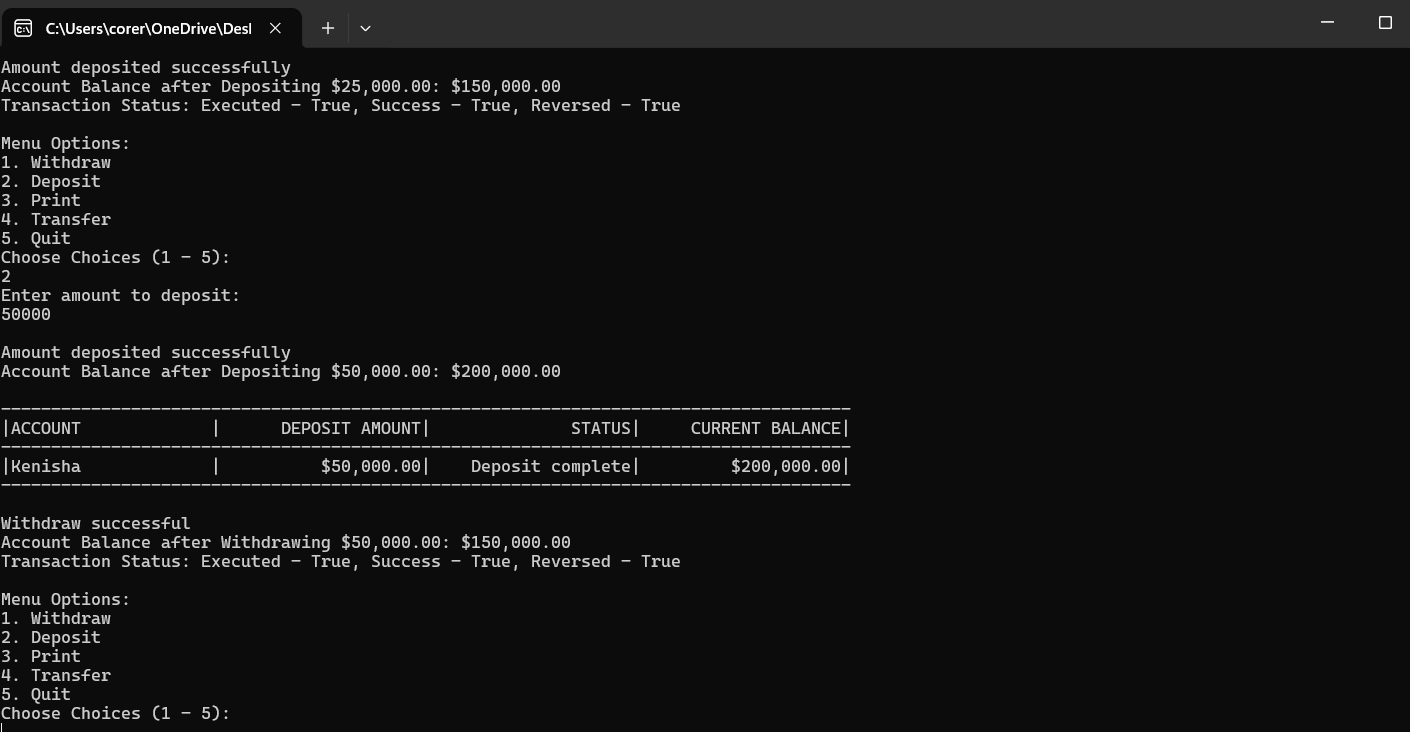 C:\Users\corer\OneDrive\Desl
Amount deposited successfully
Account Balance after Depositing $25,000.00: $150,000.00
Transaction Status: Executed - True, Success - True, Reversed - True
Menu Options:
1. Withdraw
2. Deposit
3. Print
4. Transfer
5. Quit
Choose Choices (1 - 5):
2
Enter amount to deposit:
50000
Amount deposited successfully
Account Balance after Depositing $50,000.00: $200,000.00
-------------------------------------------------------------------------------------
|ACCOUNT             |      DEPOSIT AMOUNT|              STATUS|     CURRENT BALANCE|
-------------------------------------------------------------------------------------
|Kenisha             |          $50,000.00|    Deposit complete|         $200,000.00|
-------------------------------------------------------------------------------------
Withdraw successful
Account Balance after Withdrawing $50,000.00: $150,000.00
Transaction Status: Executed - True, Success - True, Reversed - True
Menu Options:
1. Withdraw
2. Deposit
3. Print
4. Transfer
5. Quit
Choose Choices (1 - 5):